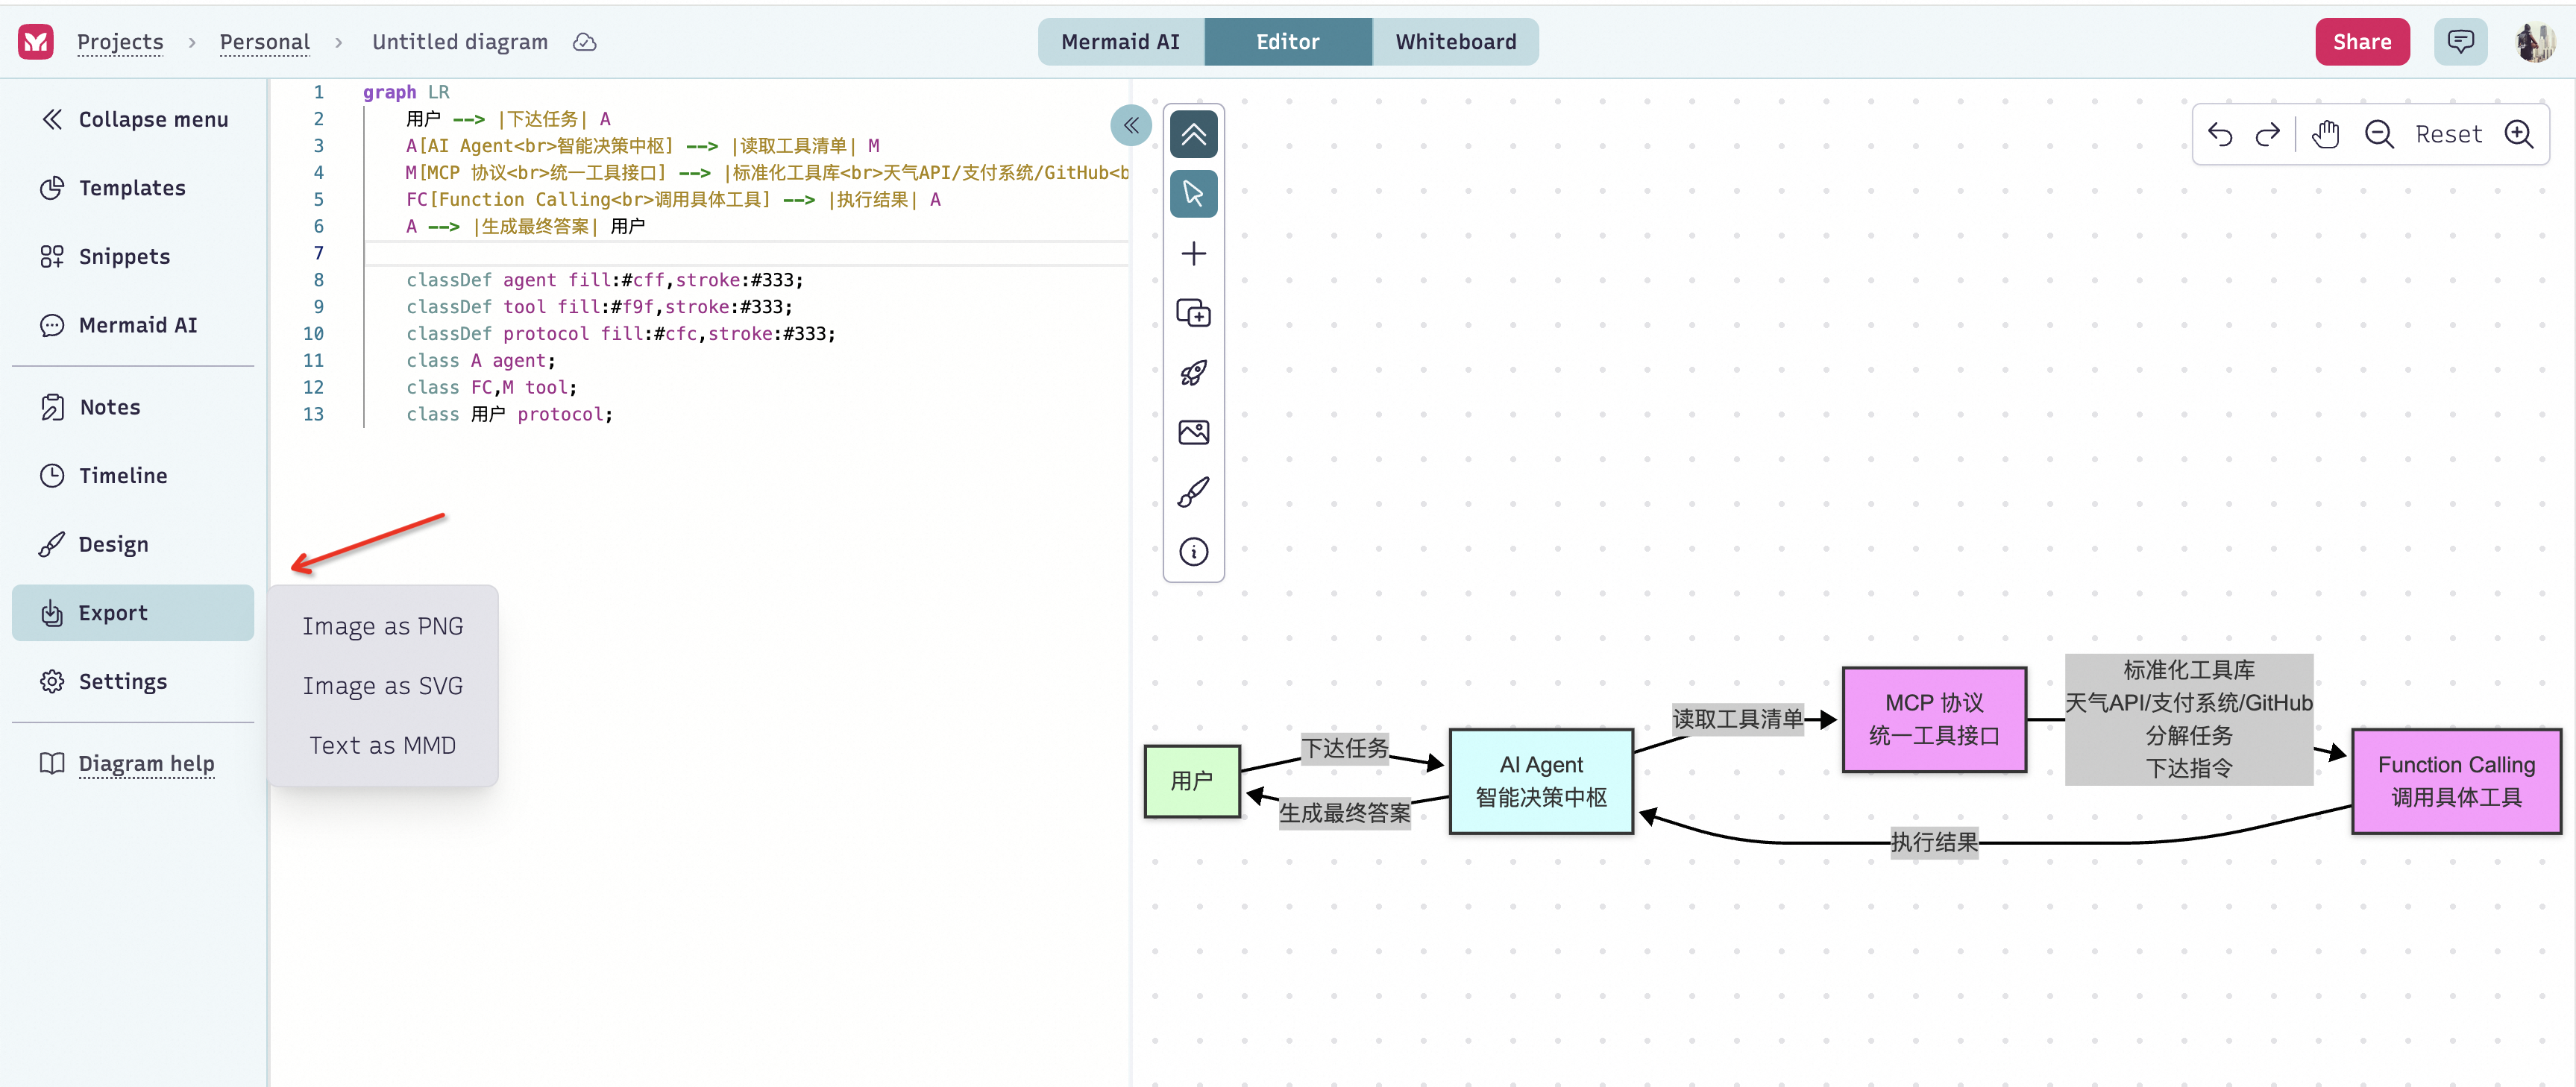 Projects > Personal > Untitled diagram
Mermaid AI
Editor
Whiteboard
Share
Collapse menu
Templates
Snippets
Mermaid AI
Notes
Timeline
Design
Export
Settings
Diagram help
Image as PNG
Image as SVG
Text as MMD
1 graph LR
2 用户 --> |下达任务| A
3 A[AI Agent<br>智能决策中枢] --> |读取工具清单| M
4 M[MCP 协议<br>统一工具接口] --> |标准化工具库<br>天气API/支付系统/GitHub<b
5 FC[Function Calling<br>调用具体工具] --> |执行结果| A
6 A --> |生成最终答案| 用户
7
8 classDef agent fill:#cff,stroke:#333;
9 classDef tool fill:#f9f,stroke:#333;
10 classDef protocol fill:#cfc,stroke:#333;
11 class A agent;
12 class FC,M tool;
13 class 用户 protocol;
Reset
用户
下达任务
生成最终答案
AI Agent
智能决策中枢
读取工具清单
MCP 协议
统一工具接口
标准化工具库
天气API/支付系统/GitHub
分解任务
下达指令
Function Calling
调用具体工具
执行结果